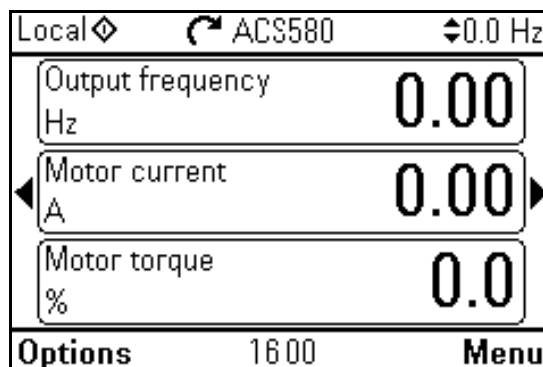 Local ACS580 0.0 Hz
Output frequency
Hz 0.00
Motor current
A 0.00
Motor torque
% 0.0
Options 16 00 Menu